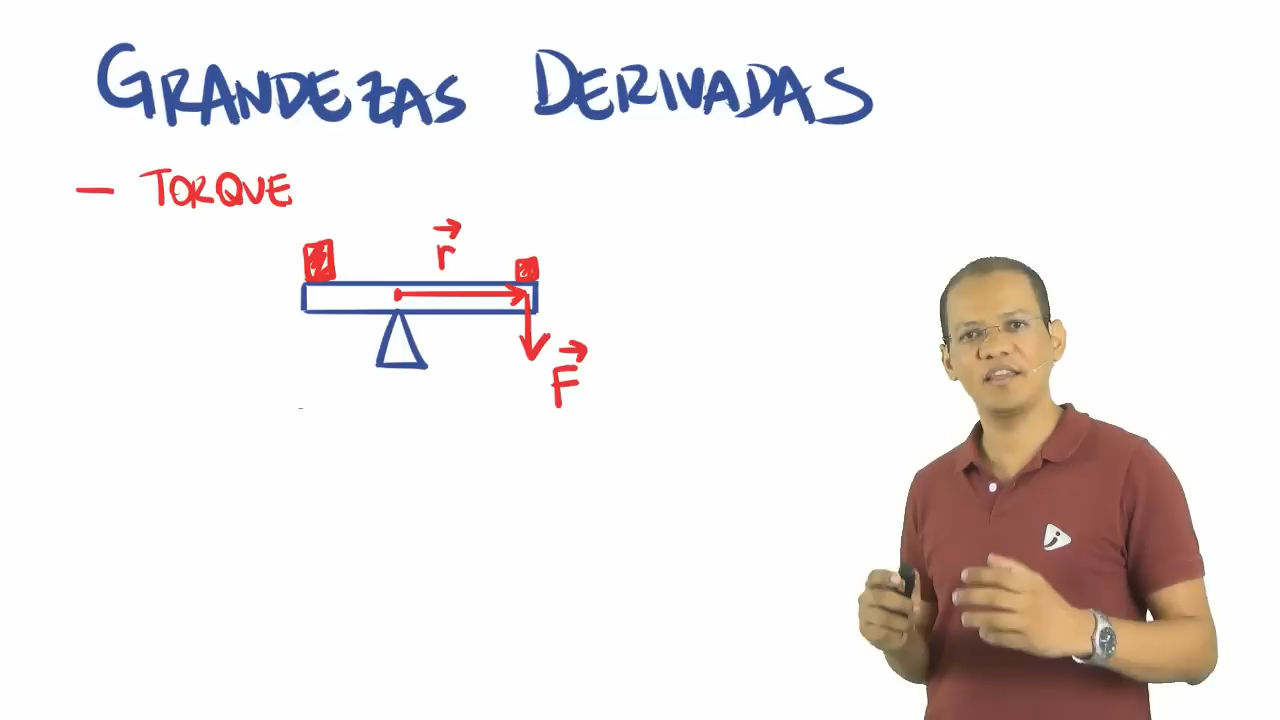 GRANDEZAS DERIVADAS
— TORQUE
r
F